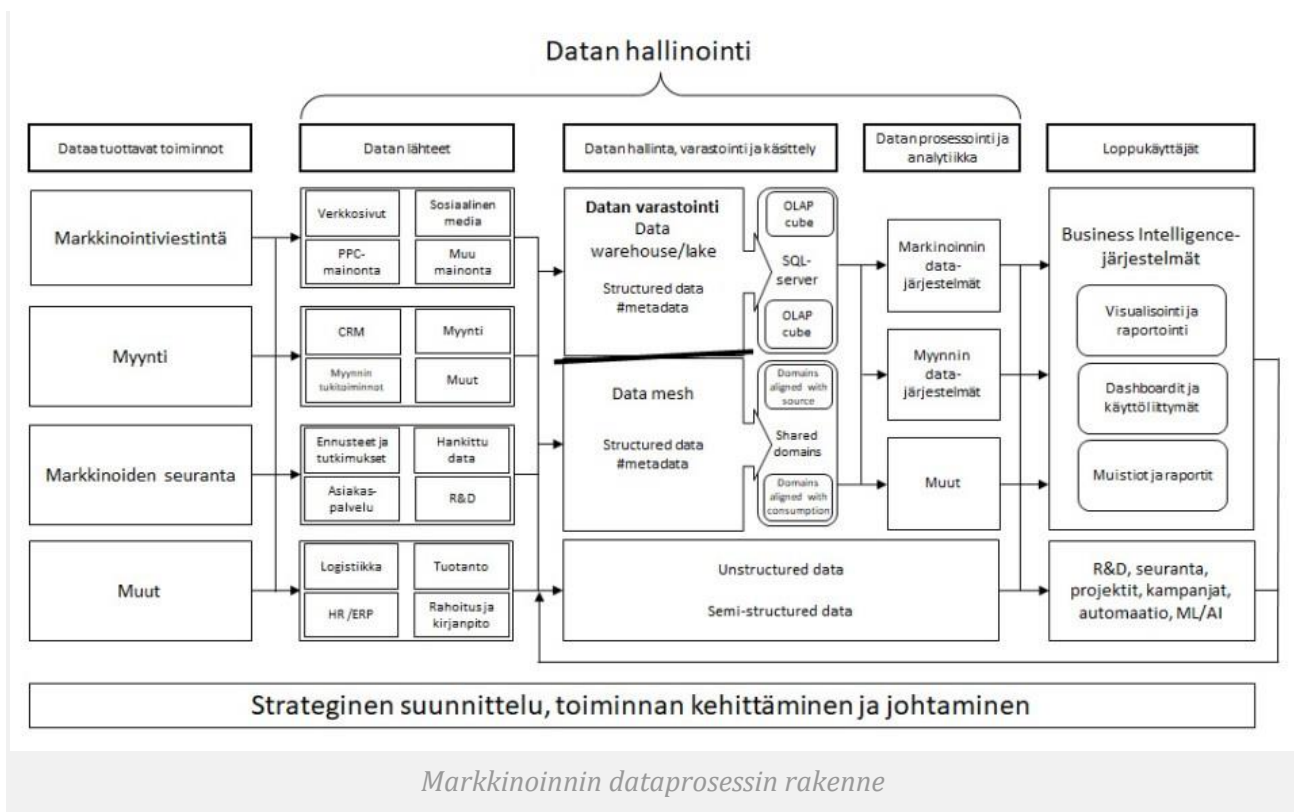 Datan hallinointi
Dataa tuottavat toiminnot
Datan lähteet
Datan hallinta, varastointi ja käsittely
Datan prosessointi ja
analytiikka
Loppukäyttäjät
Markkinointiviestintä
Myynti
Markkinoiden seuranta
Muut
Verkkosivut
Sosiaalinen
media
PPC-
mainonta
Muu
mainonta
CRM
Myynti
Myynnin
tukitoiminnot
Muut
Ennusteet ja
tutkimukset
Hankittu
data
Asiakas-
palvelu
R&D
Logistiikka
Tuotanto
HR /ERP
Rahoitus ja
kirjanpito
Datan varastointi
Data
warehouse/lake
Structured data
#metadata
OLAP
cube
SQL-
server
OLAP
cube
Data mesh
Structured data
#metadata
Domains
aligned with
source
Shared
domains
Domains
aligned with
consumption
Unstructured data
Semi-structured data
Markinoinnin
data-
järjestelmät
Myynnin
data-
järjestelmät
Muut
Business Intelligence-
järjestelmät
Visualisointi ja
raportointi
Dashboardit ja
käyttöliittymät
Muistiot ja raportit
R&D, seuranta,
projektit, kampanjat,
automaatio, ML/AI
Strateginen suunnittelu, toiminnan kehittäminen ja johtaminen
Markkinoinnin dataprosessin rakenne